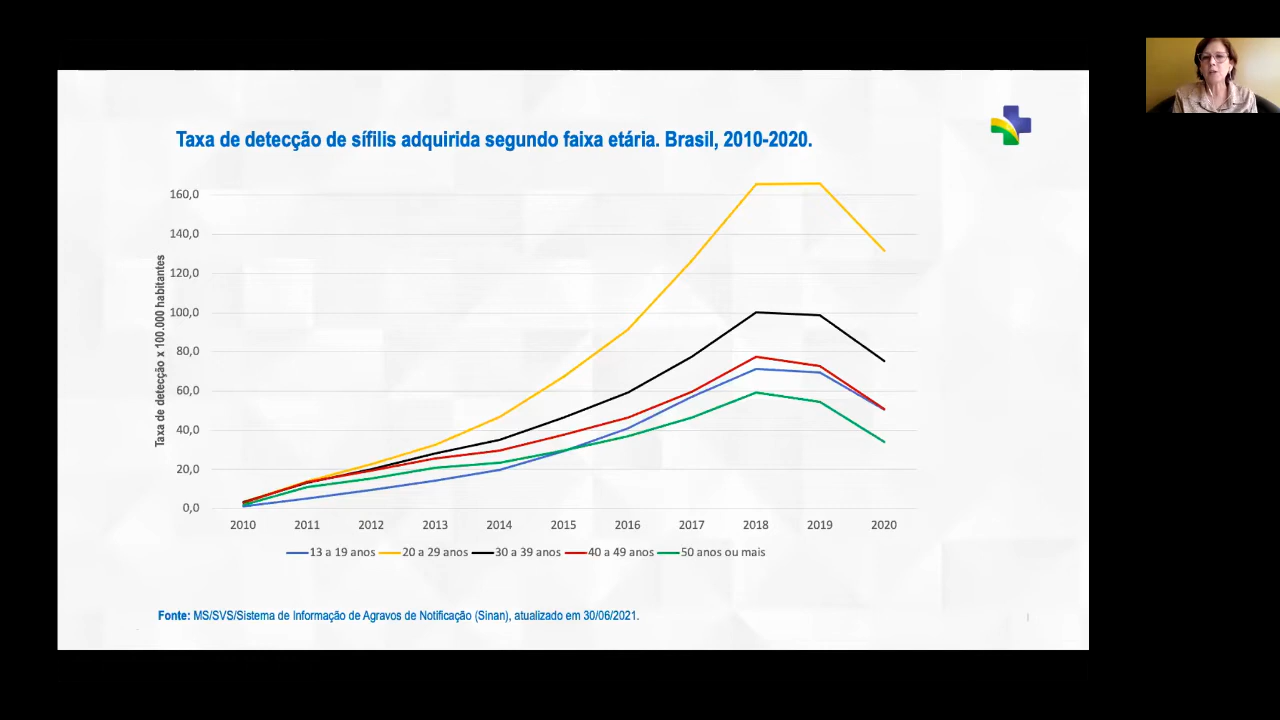 Taxa de detecção de sífilis adquirida segundo faixa etária. Brasil, 2010-2020.
Taxa de detecção x 100.000 habitantes
160,0
140,0
120,0
100,0
80,0
60,0
40,0
20,0
0,0
2010 2011 2012 2013 2014 2015 2016 2017 2018 2019 2020
13 a 19 anos 20 a 29 anos 30 a 39 anos 40 a 49 anos 50 anos ou mais
Fonte: MS/SVS/Sistema de Informação de Agravos de Notificação (Sinan), atualizado em 30/06/2021.